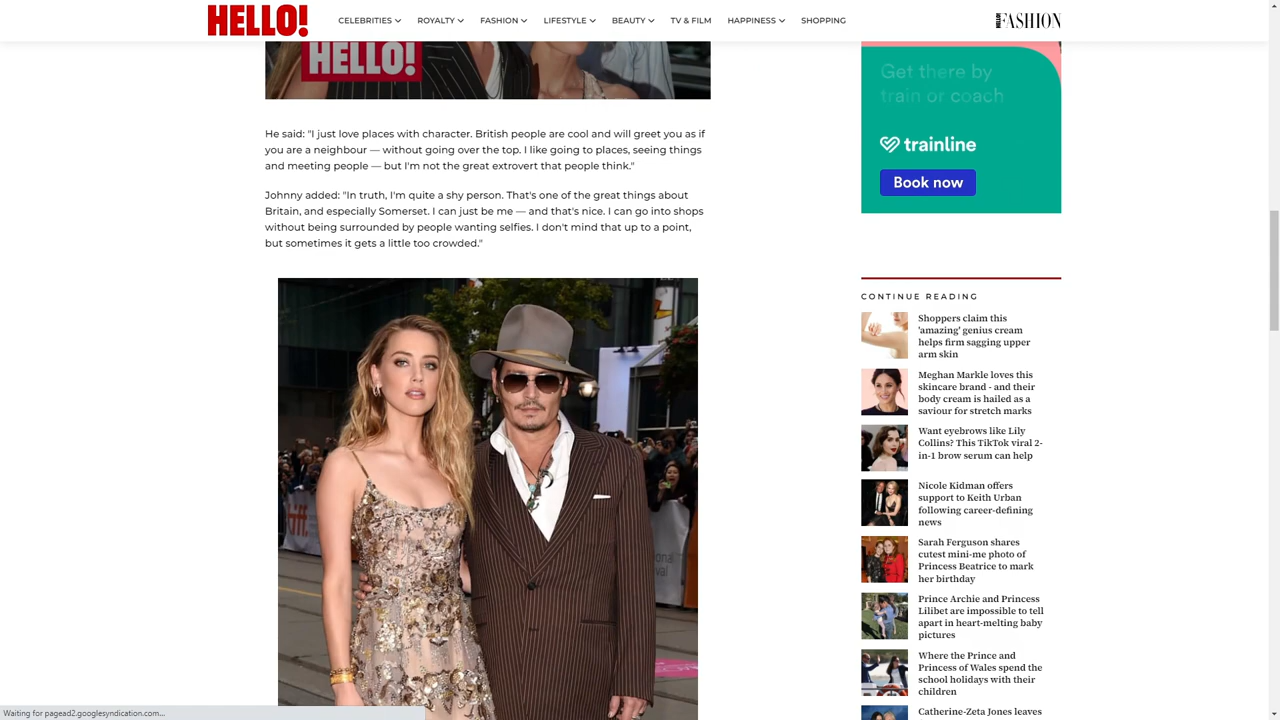 HELLO!
CELEBRITIES
ROYALTY
FASHION
LIFESTYLE
BEAUTY
TV & FILM
HAPPINESS
SHOPPING
HELLO! FASHION
HELLO!
He said: "I just love places with character. British people are cool and will greet you as if
you are a neighbour — without going over the top. I like going to places, seeing things
and meeting people — but I'm not the great extrovert that people think."
Johnny added: "In truth, I'm quite a shy person. That's one of the great things about
Britain, and especially Somerset. I can just be me — and that's nice. I can go into shops
without being surrounded by people wanting selfies. I don't mind that up to a point,
but sometimes it gets a little too crowded."
Get there by
train or coach
trainline
Book now
CONTINUE READING
Shoppers claim this
'amazing' genius cream
helps firm sagging upper
arm skin
Meghan Markle loves this
skincare brand - and their
body cream is hailed as a
saviour for stretch marks
Want eyebrows like Lily
Collins? This TikTok viral 2-
in-1 brow serum can help
Nicole Kidman offers
support to Keith Urban
following career-defining
news
Sarah Ferguson shares
cutest mini-me photo of
Princess Beatrice to mark
her birthday
Prince Archie and Princess
Lilibet are impossible to tell
apart in heart-melting baby
pictures
Where the Prince and
Princess of Wales spend the
school holidays with their
children
Catherine-Zeta Jones leaves
Waiting for pagead2.googlesyndication.com...